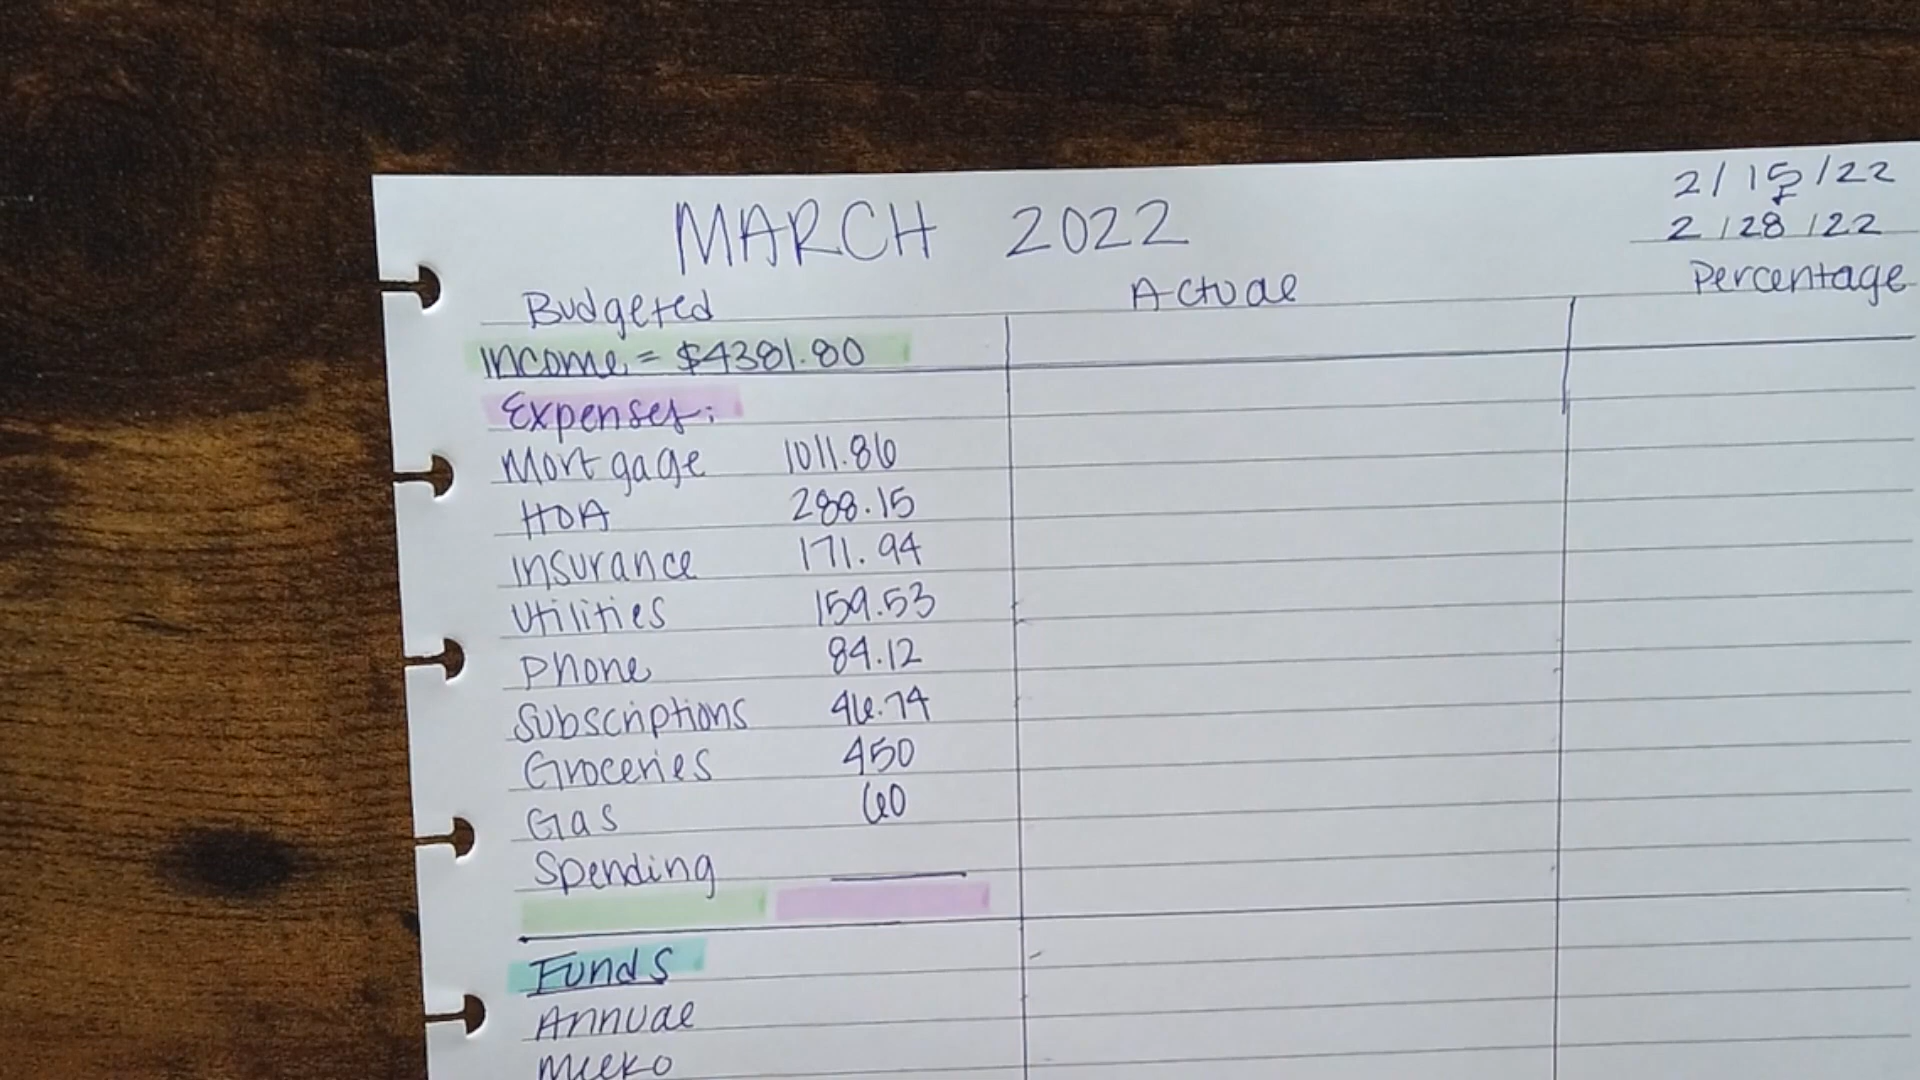 MARCH 2022
2/15/22
2/28/22
Budgeted Actual Percentage
Income = $4381.80
Expenses:
Mortgage 1011.86
HOA 288.15
Insurance 171.94
Utilities 159.53
Phone 84.12
Subscriptions 46.74
Groceries 450
Gas 60
Spending
Funds
Annual
Meeko